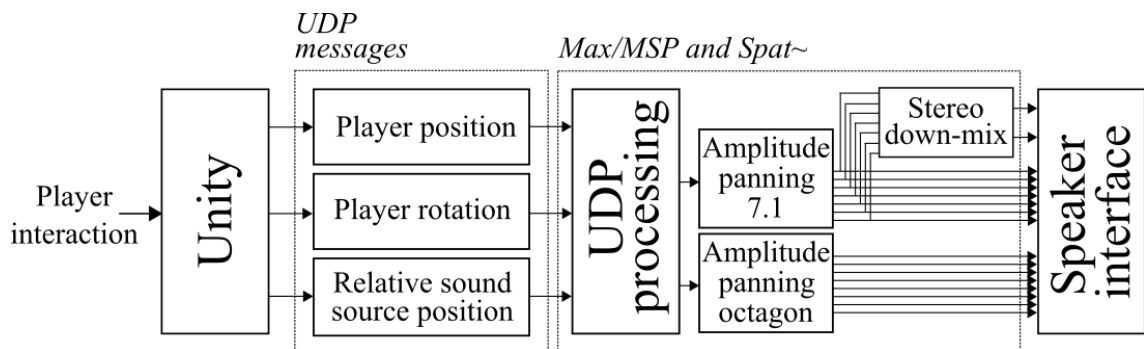 UDP
messages
Max/MSP and Spat~
Player
interaction
Unity
Player position
Player rotation
Relative sound
source position
UDP
processing
Amplitude
panning
7.1
Amplitude
panning
octagon
Stereo
down-mix
Speaker
interface